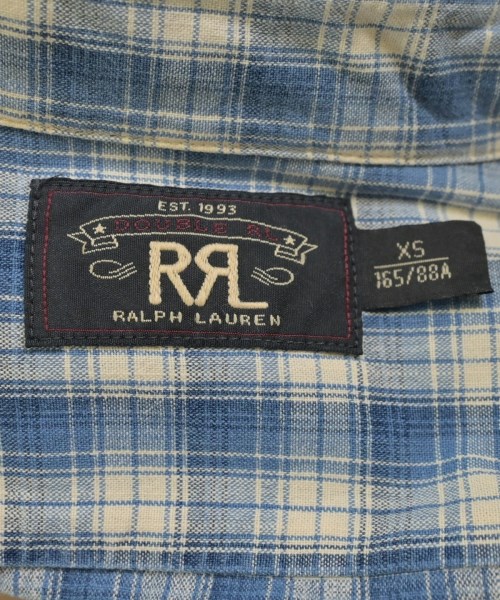 EST. 1993
DOUBLE RL
RRL
RALPH LAUREN
XS
165/88A